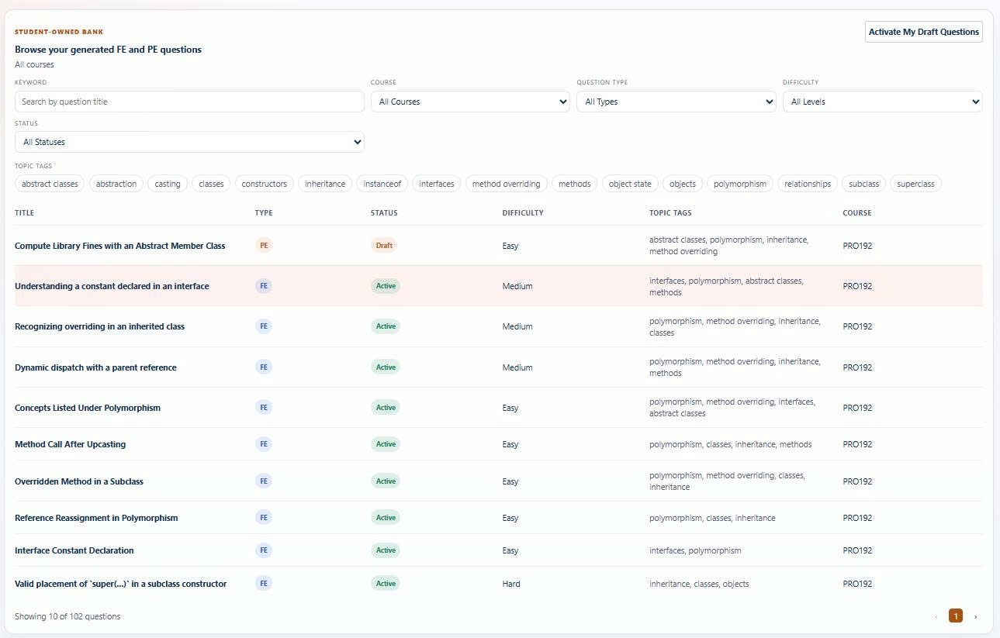 STUDENT-OWNED BANK
Activate My Draft Questions
Browse your generated FE and PE questions
All courses
KEYWORD COURSE QUESTION TYPE DIFFICULTY
Search by question title All Courses All Types All Levels
STATUS
All Statuses
TOPIC TAGS
abstract classes abstraction casting classes constructors inheritance instanceof interfaces method overriding methods object state objects polymorphism relationships subclass superclass
TITLE TYPE STATUS DIFFICULTY TOPIC TAGS COURSE
Compute Library Fines with an Abstract Member Class PE Draft Easy abstract classes, polymorphism, inheritance, PRO192
method overriding
Understanding a constant declared in an interface FE Active Medium interfaces, polymorphism, abstract classes, PRO192
methods
Recognizing overriding in an inherited class FE Active Medium polymorphism, method overriding, inheritance, PRO192
classes
Dynamic dispatch with a parent reference FE Active Medium polymorphism, method overriding, inheritance, PRO192
methods
Concepts Listed Under Polymorphism FE Active Easy polymorphism, method overriding, interfaces, PRO192
abstract classes
Method Call After Upcasting FE Active Easy polymorphism, classes, inheritance, methods PRO192
Overridden Method in a Subclass FE Active Easy polymorphism, method overriding, classes, PRO192
inheritance
Reference Reassignment in Polymorphism FE Active Easy polymorphism, classes, inheritance PRO192
Interface Constant Declaration FE Active Easy interfaces, polymorphism PRO192
Valid placement of `super(...)` in a subclass constructor FE Active Hard inheritance, classes, objects PRO192
Showing 10 of 102 questions ‹ 1 ›